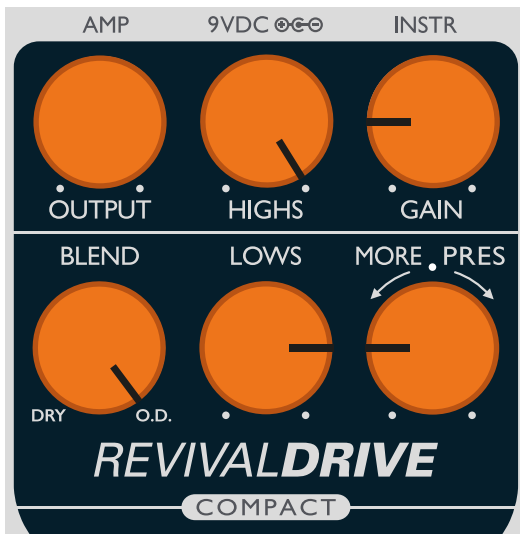 AMP 9VDC INSTR
OUTPUT HIGHS GAIN
BLEND LOWS MORE PRES
DRY O.D.
REVIVALDRIVE
COMPACT